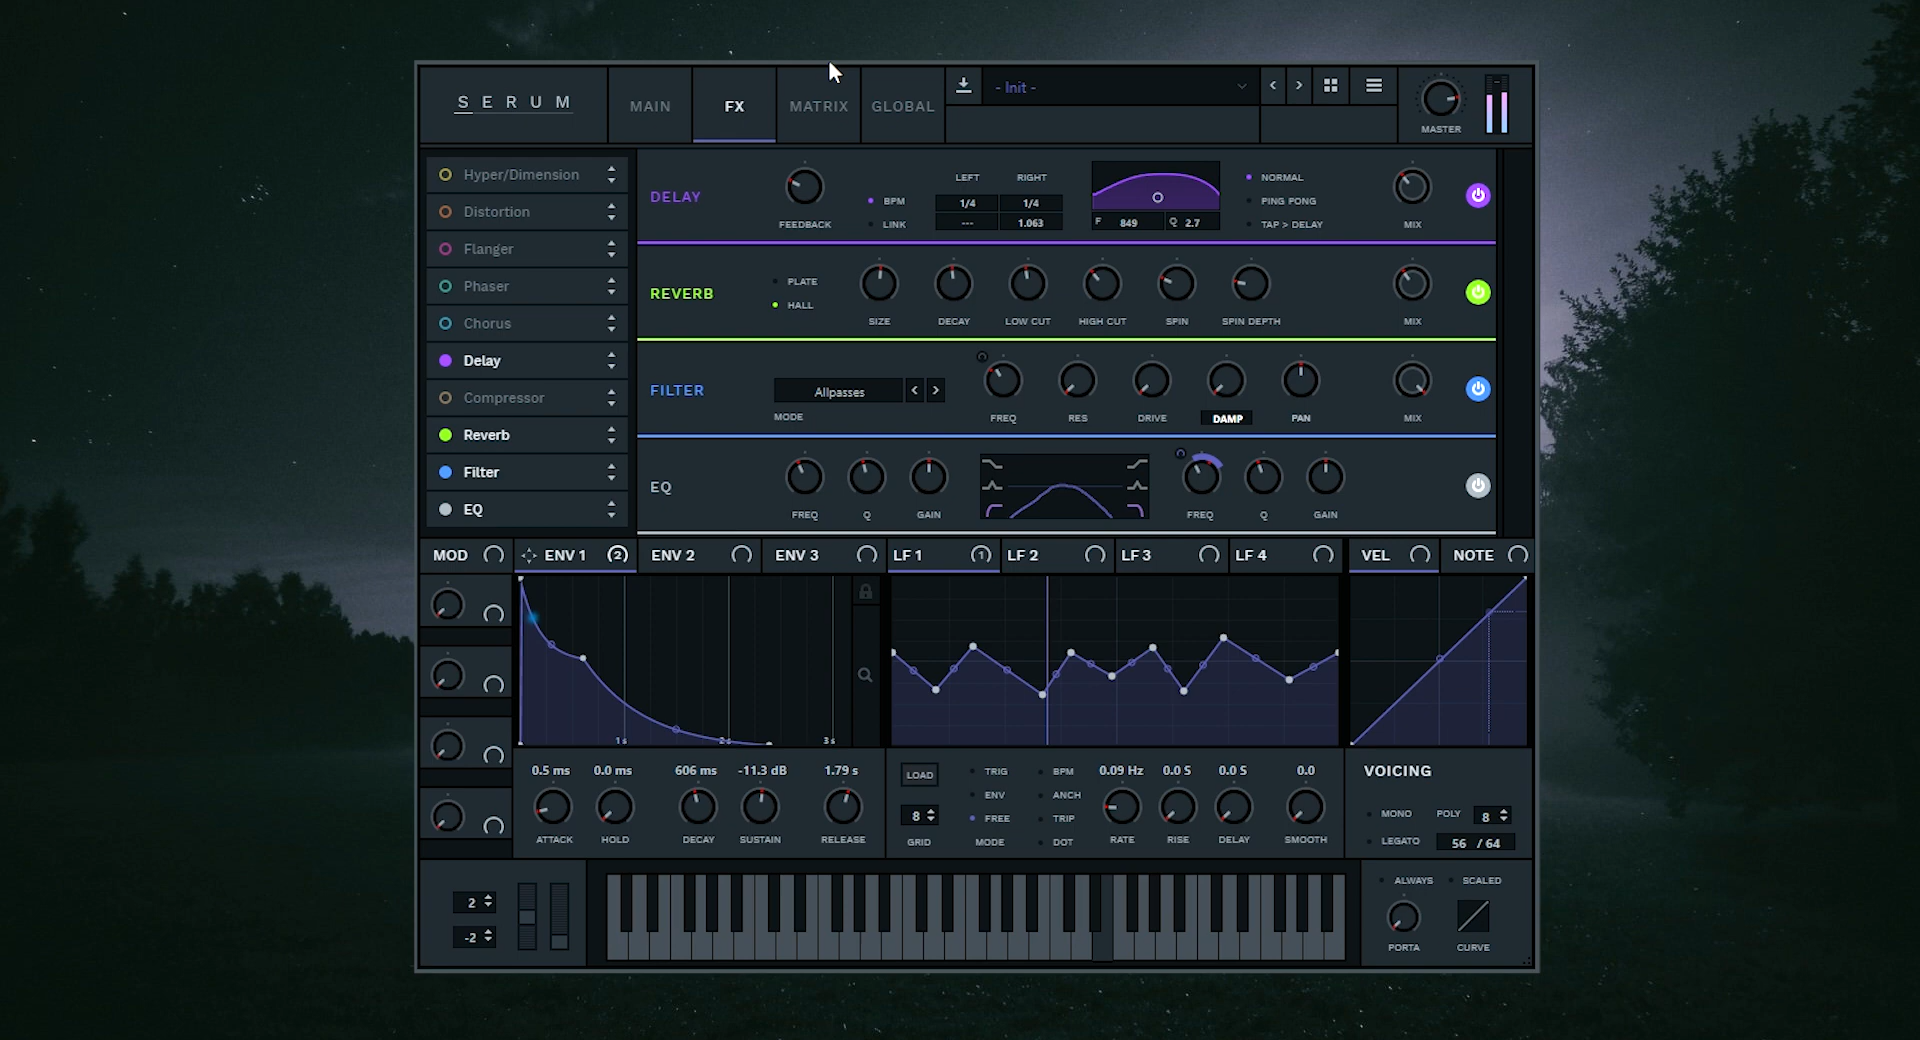 SERUM
MAIN
FX
MATRIX
GLOBAL
- Init -
MASTER
Hyper/Dimension
Distortion
Flanger
Phaser
Chorus
Delay
Compressor
Reverb
Filter
EQ
DELAY
FEEDBACK
BPM
LINK
LEFT RIGHT
1/4 1/4
--- 1.063
F 849 Q 2.7
NORMAL
PING PONG
TAP > DELAY
MIX
REVERB
PLATE
HALL
SIZE DECAY LOW CUT HIGH CUT SPIN SPIN DEPTH MIX
FILTER
Allpasses < >
MODE
FREQ RES DRIVE DAMP PAN MIX
EQ
FREQ Q GAIN FREQ Q GAIN
MOD ENV 1 2 ENV 2 ENV 3 LF 1 1 LF 2 LF 3 LF 4 VEL NOTE
1s 2s 3s
0.5 ms 0.0 ms 606 ms -11.3 dB 1.79 s
ATTACK HOLD DECAY SUSTAIN RELEASE
LOAD
8
GRID
TRIG
ENV
FREE
MODE
BPM
ANCH
TRIP
DOT
0.09 Hz 0.0 S 0.0 S 0.0
RATE RISE DELAY SMOOTH
VOICING
MONO POLY 8
LEGATO 56 / 64
2
-2
ALWAYS SCALED
PORTA CURVE